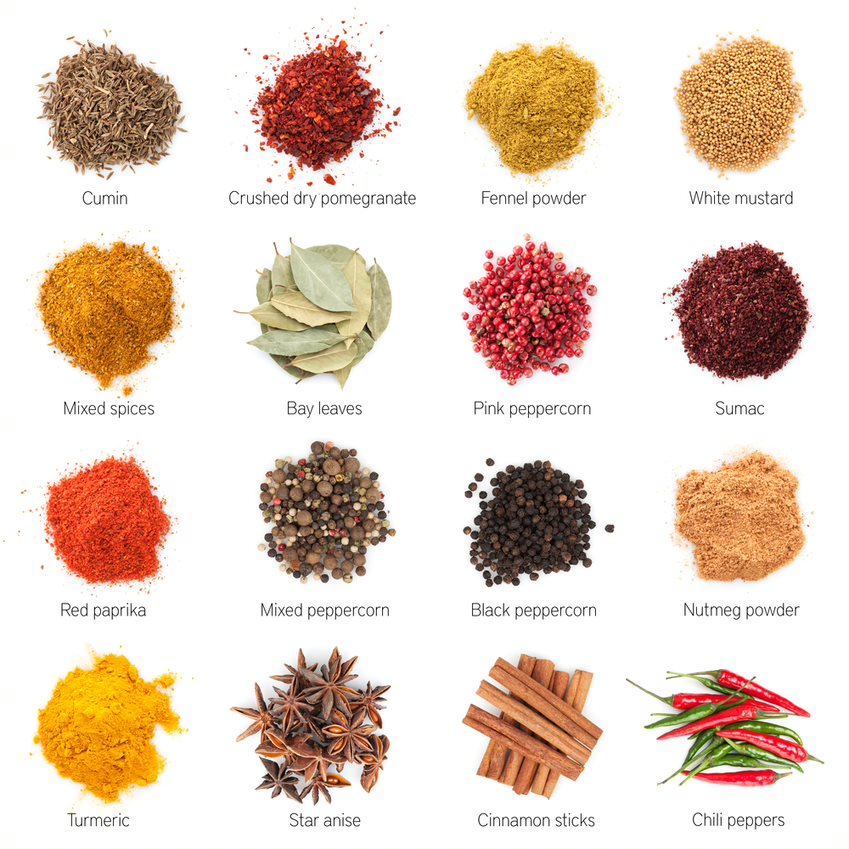 Cumin
Crushed dry pomegranate
Fennel powder
White mustard
Mixed spices
Bay leaves
Pink peppercorn
Sumac
Red paprika
Mixed peppercorn
Black peppercorn
Nutmeg powder
Turmeric
Star anise
Cinnamon sticks
Chili peppers